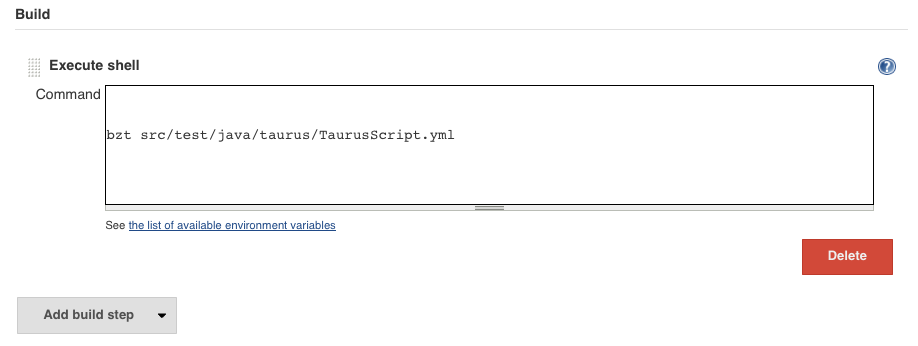 Build
Execute shell
?
Command
bzt src/test/java/taurus/TaurusScript.yml
See the list of available environment variables
Delete
Add build step